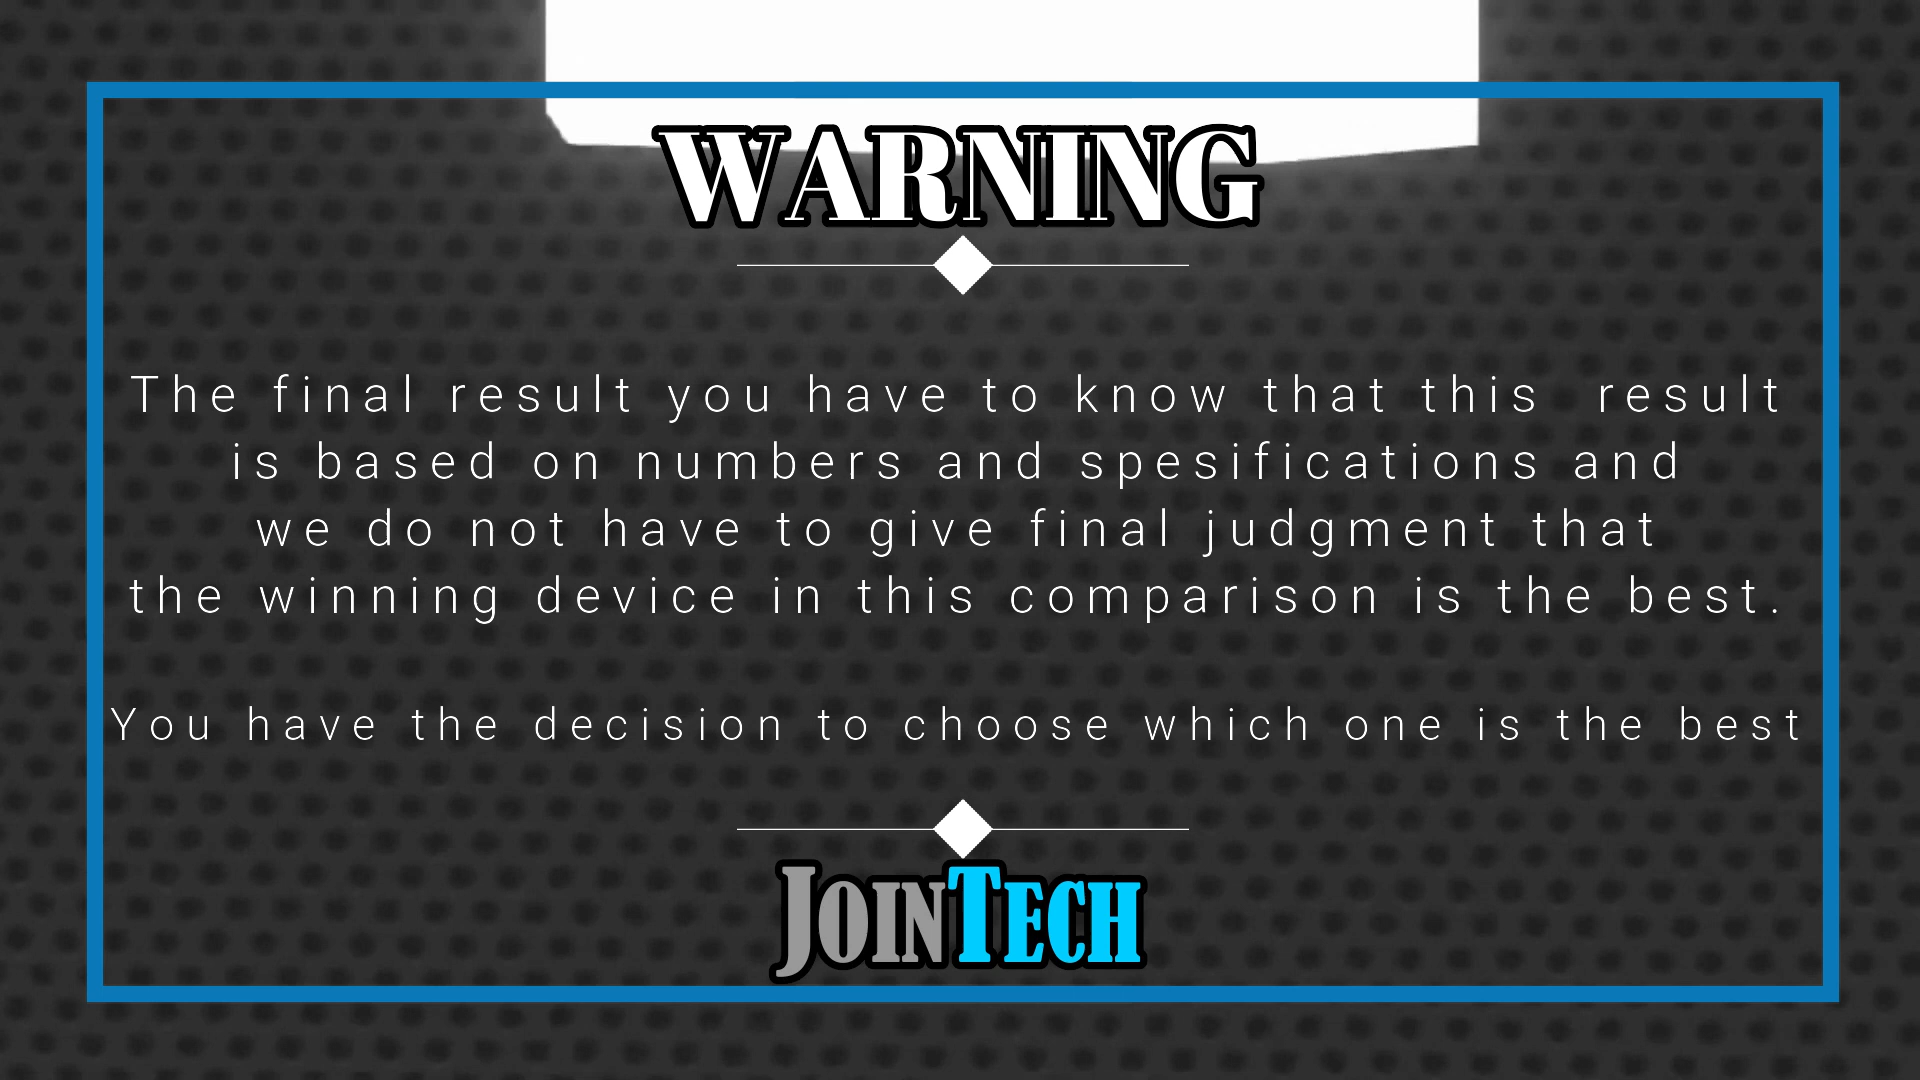 WARNING
The final result you have to know that this result
is based on numbers and spesifications and
we do not have to give final judgment that
the winning device in this comparison is the best.
You have the decision to choose which one is the best
JOINTECH